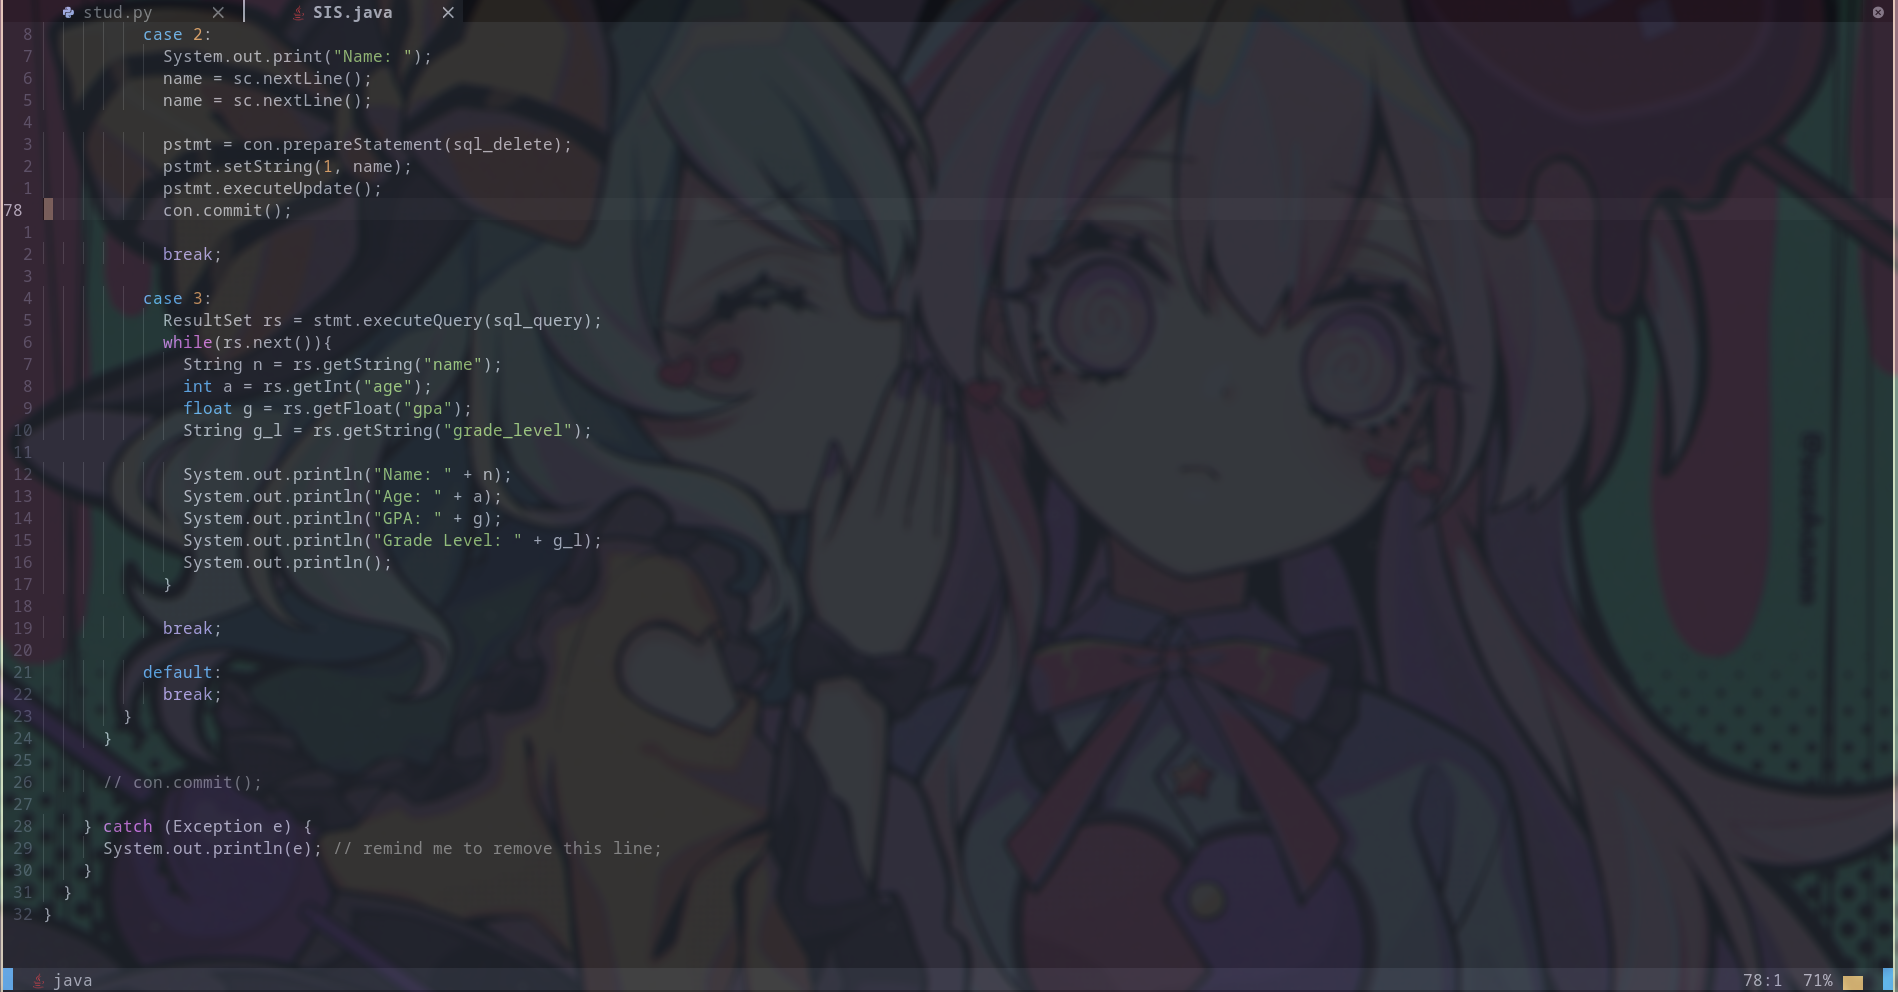 stud.py SIS.java
8 case 2:
7 System.out.print("Name: ");
6 name = sc.nextLine();
5 name = sc.nextLine();
4
3 pstmt = con.prepareStatement(sql_delete);
2 pstmt.setString(1, name);
1 pstmt.executeUpdate();
78 con.commit();
1
2 break;
3
4 case 3:
5 ResultSet rs = stmt.executeQuery(sql_query);
6 while(rs.next()){
7 String n = rs.getString("name");
8 int a = rs.getInt("age");
9 float g = rs.getFloat("gpa");
10 String g_l = rs.getString("grade_level");
11
12 System.out.println("Name: " + n);
13 System.out.println("Age: " + a);
14 System.out.println("GPA: " + g);
15 System.out.println("Grade Level: " + g_l);
16 System.out.println();
17 }
18
19 break;
20
21 default:
22 break;
23 }
24 }
25
26 // con.commit();
27
28 } catch (Exception e) {
29 System.out.println(e); // remind me to remove this line;
30 }
31 }
32 }
java 78:1 71%